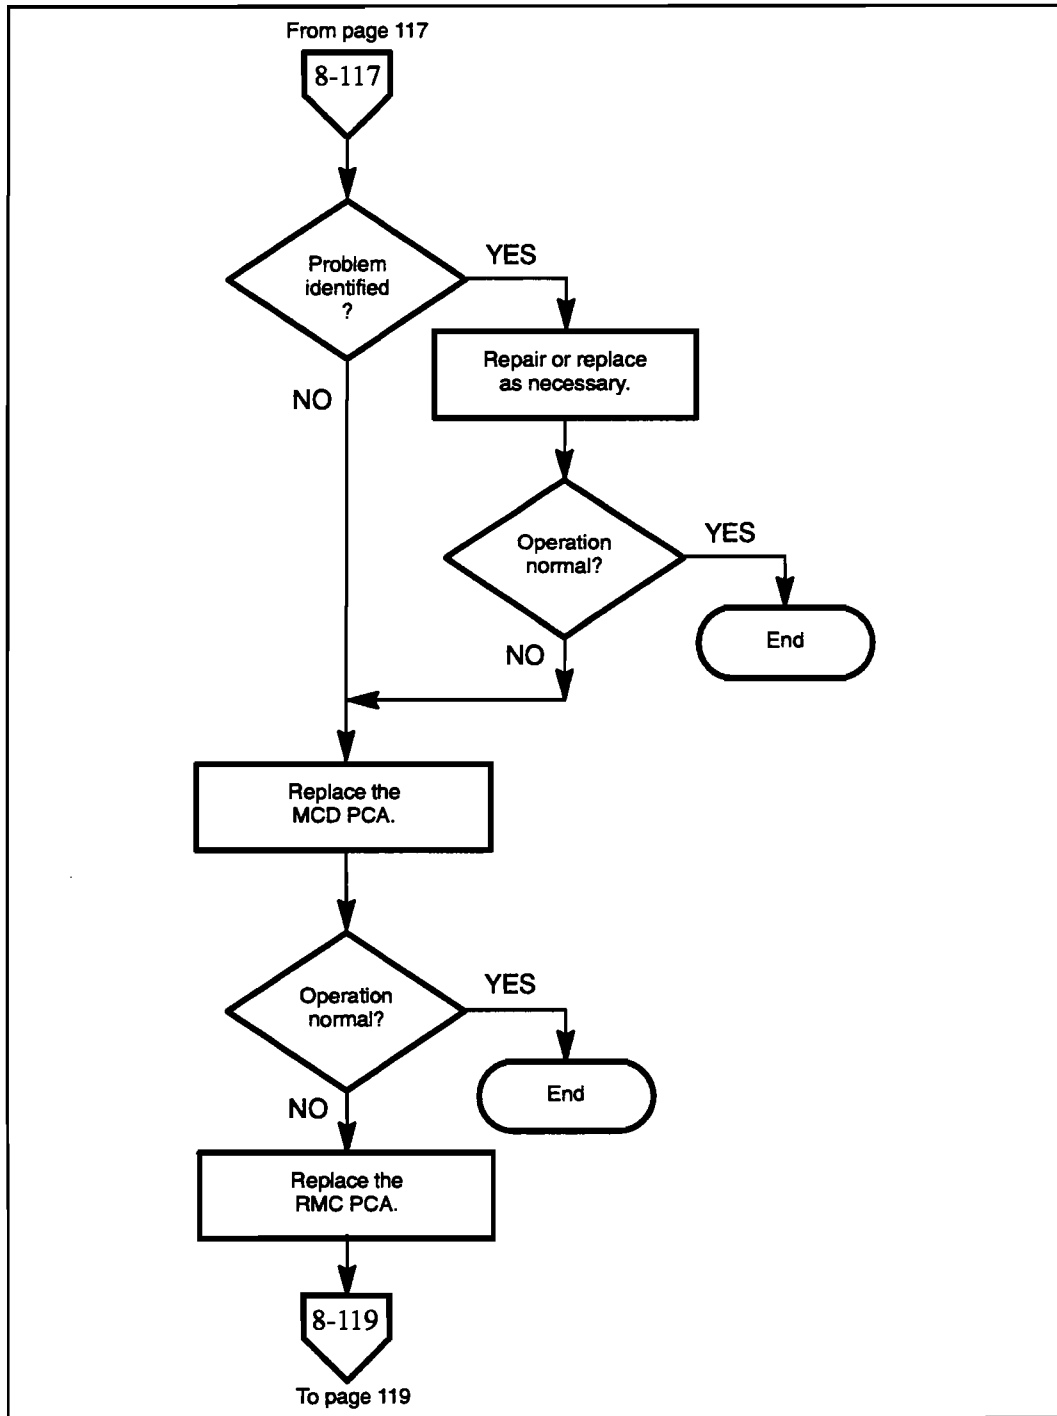 From page 117
8-117
Problem
identified
?
YES
NO
Repair or replace
as necessary.
Operation
normal?
YES
End
NO
Replace the
MCD PCA.
Operation
normal?
YES
End
NO
Replace the
RMC PCA.
8-119
To page 119